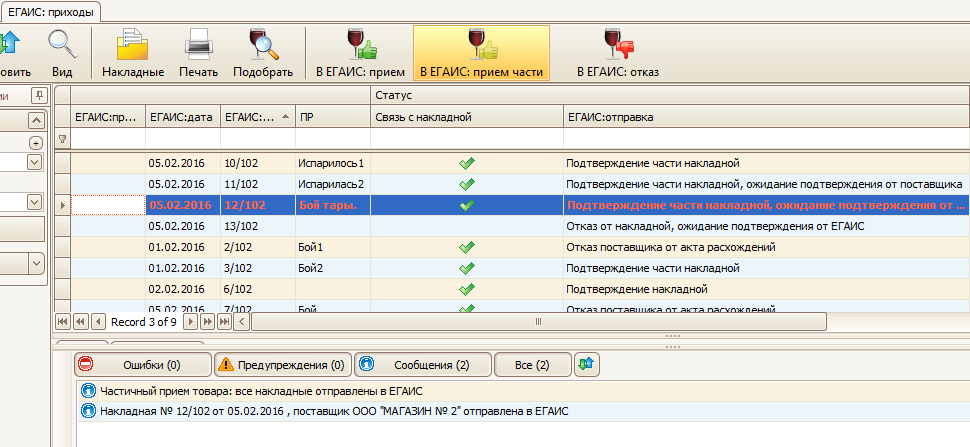 ЕГАИС: приходы
овить Вид Накладные Печать Подобрать В ЕГАИС: прием В ЕГАИС: прием части В ЕГАИС: отказ
ии Статус
ЕГАИС:пр... ЕГАИС:дата ЕГАИС:... ПР Связь с накладной ЕГАИС:отправка
05.02.2016 10/102 Испарилось1 Подтверждение части накладной
05.02.2016 11/102 Испарилась2 Подтверждение части накладной, ожидание подтверждения от поставщика
05.02.2016 12/102 Бой тары. Подтверждение части накладной, ожидание подтверждения от ...
05.02.2016 13/102 Отказ от накладной, ожидание подтверждения от ЕГАИС
01.02.2016 2/102 Бой1 Отказ поставщика от акта расхождений
01.02.2016 3/102 Бой2 Подтверждение части накладной
02.02.2016 6/102 Подтверждение накладной
05.02.2016 7/102 Бой Отказ поставщика от акта расхождений
Record 3 of 9
Ошибки (0) Предупреждения (0) Сообщения (2) Все (2)
Частичный прием товара: все накладные отправлены в ЕГАИС
Накладная № 12/102 от 05.02.2016 , поставщик ООО "МАГАЗИН № 2" отправлена в ЕГАИС